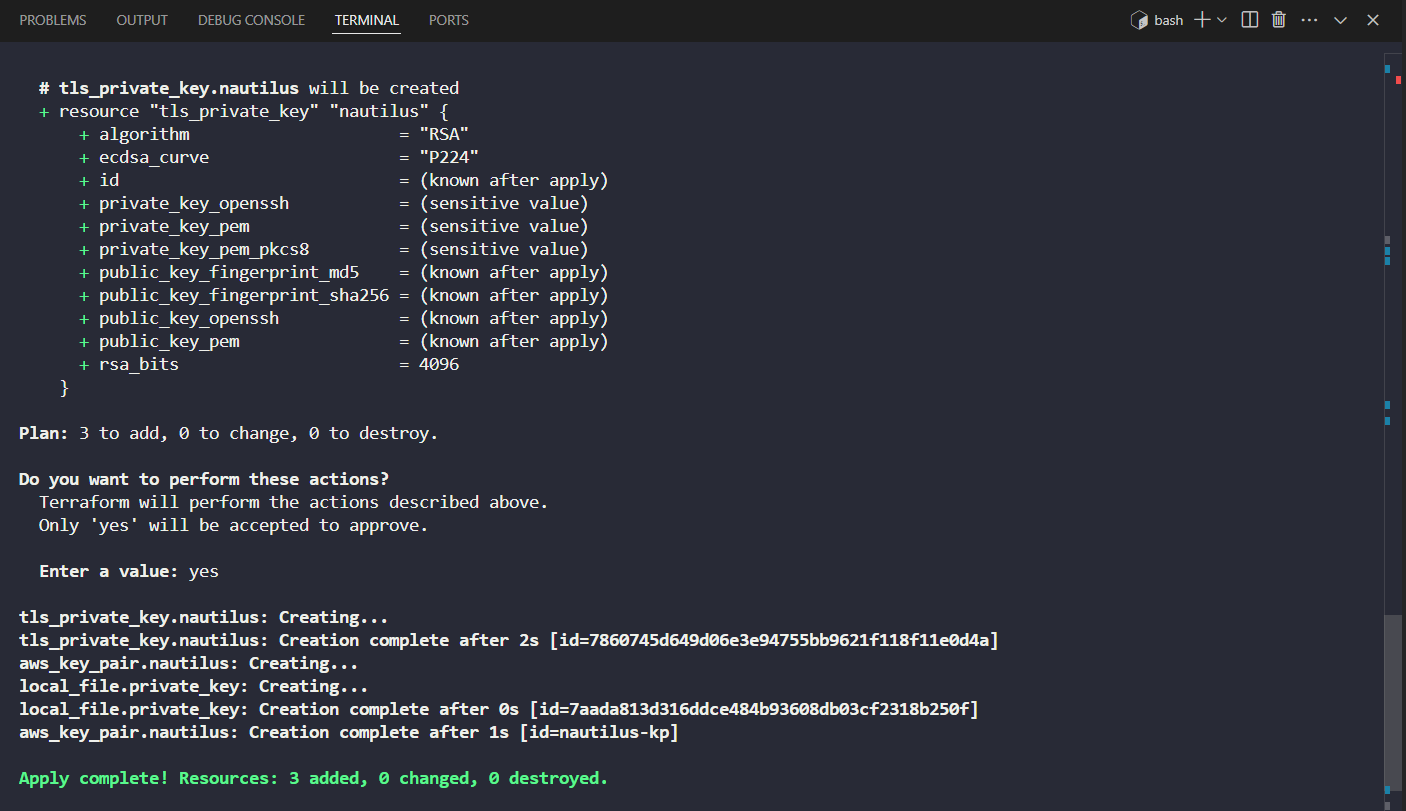 PROBLEMS OUTPUT DEBUG CONSOLE TERMINAL PORTS bash
# tls_private_key.nautilus will be created
+ resource "tls_private_key" "nautilus" {
+ algorithm = "RSA"
+ ecdsa_curve = "P224"
+ id = (known after apply)
+ private_key_openssh = (sensitive value)
+ private_key_pem = (sensitive value)
+ private_key_pem_pkcs8 = (sensitive value)
+ public_key_fingerprint_md5 = (known after apply)
+ public_key_fingerprint_sha256 = (known after apply)
+ public_key_openssh = (known after apply)
+ public_key_pem = (known after apply)
+ rsa_bits = 4096
}
Plan: 3 to add, 0 to change, 0 to destroy.
Do you want to perform these actions?
Terraform will perform the actions described above.
Only 'yes' will be accepted to approve.
Enter a value: yes
tls_private_key.nautilus: Creating...
tls_private_key.nautilus: Creation complete after 2s [id=7860745d649d06e3e94755bb9621f118f11e0d4a]
aws_key_pair.nautilus: Creating...
local_file.private_key: Creating...
local_file.private_key: Creation complete after 0s [id=7aada813d316ddce484b93608db03cf2318b250f]
aws_key_pair.nautilus: Creation complete after 1s [id=nautilus-kp]
Apply complete! Resources: 3 added, 0 changed, 0 destroyed.